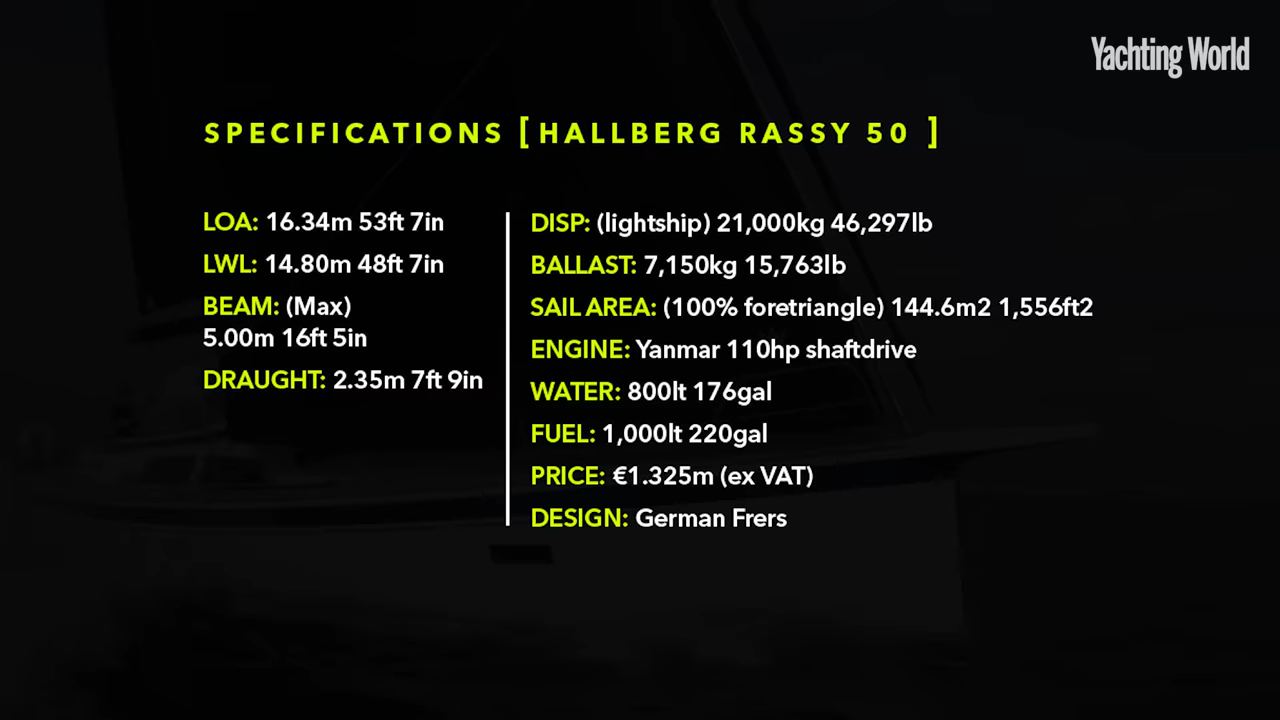 Yachting World
SPECIFICATIONS [HALLBERG RASSY 50 ]
LOA: 16.34m 53ft 7in
LWL: 14.80m 48ft 7in
BEAM: (Max)
5.00m 16ft 5in
DRAUGHT: 2.35m 7ft 9in
DISP: (lightship) 21,000kg 46,297lb
BALLAST: 7,150kg 15,763lb
SAIL AREA: (100% foretriangle) 144.6m2 1,556ft2
ENGINE: Yanmar 110hp shaftdrive
WATER: 800lt 176gal
FUEL: 1,000lt 220gal
PRICE: €1.325m (ex VAT)
DESIGN: German Frers